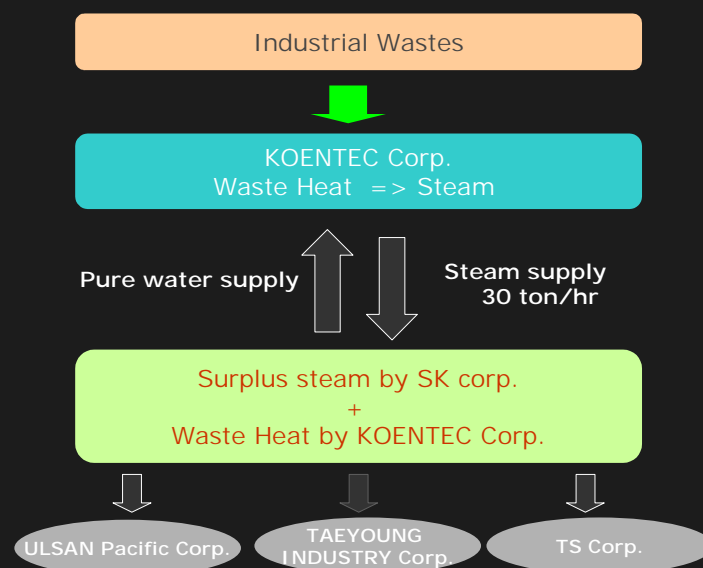 Industrial Wastes
KOENTEC Corp.
Waste Heat => Steam
Pure water supply
Steam supply
30 ton/hr
Surplus steam by SK corp.
+
Waste Heat by KOENTEC Corp.
ULSAN Pacific Corp.
TAEYOUNG
INDUSTRY Corp.
TS Corp.